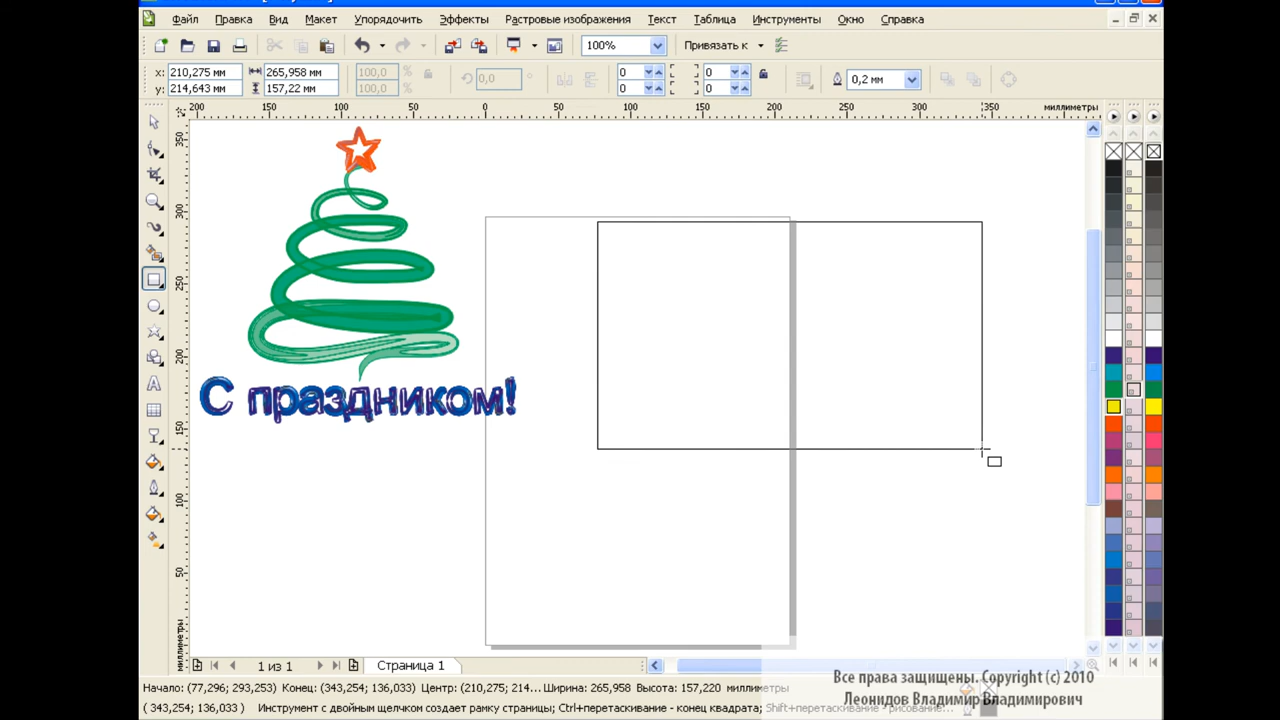 Файл Правка Вид Макет Упорядочить Эффекты Растровые изображения Текст Таблица Инструменты Окно Справка
100% Привязать к
x: 210,275 мм 265,958 мм 100,0 % 0,0 ° 0 0 0,2 мм
y: 214,643 мм 157,22 мм 100,0 % 0 0
200 150 100 50 0 50 100 150 200 250 300 350 миллиметры
350
300
250
200
150
100
50
миллиметры
С праздником!
1 из 1 Страница 1
Все права защищены. Copyright (c) 2010
Леонидов Владимир Владимирович
Начало: (77,296; 293,253) Конец: (343,254; 136,033) Центр: (210,275; 214... Ширина: 265,958 Высота: 157,220 миллиметры
( 343,254; 136,033 ) Инструмент с двойным щелчком создает рамку страницы; Ctrl+перетаскивание - конец квадрата; Shift+перетаскивание - рисование...